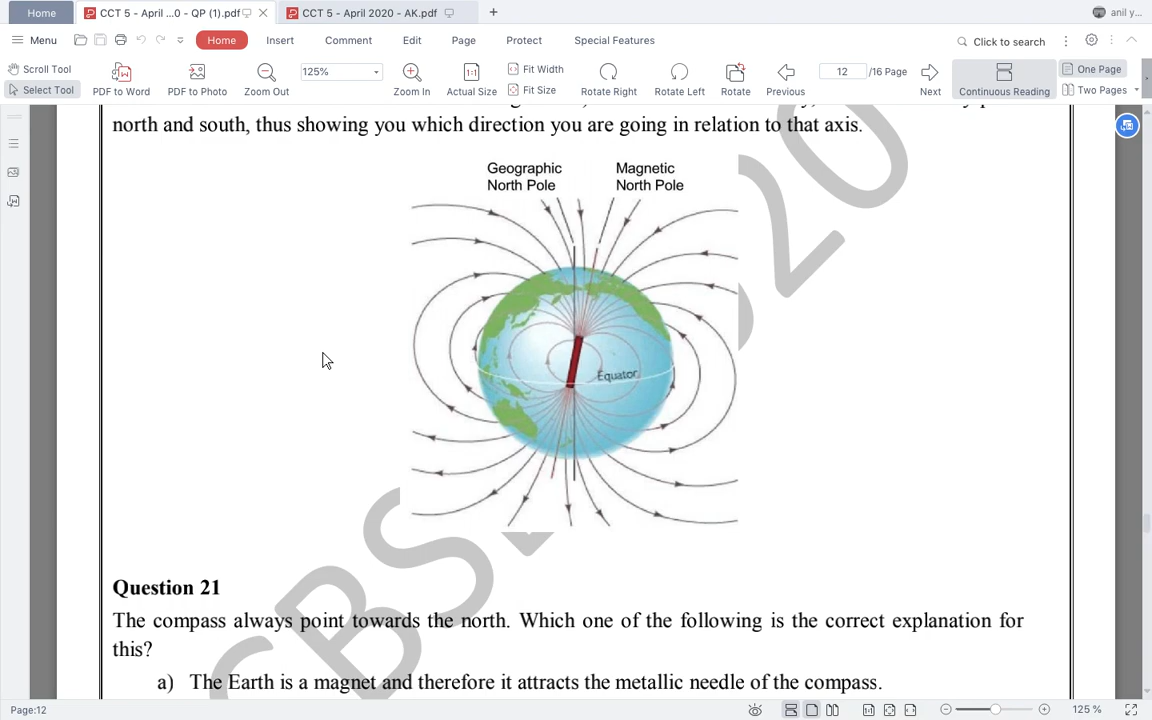 Home
CCT 5 - April ...0 - QP (1).pdf
CCT 5 - April 2020 - AK.pdf
anil y...
Menu
Home
Insert
Comment
Edit
Page
Protect
Special Features
Click to search
Scroll Tool
Select Tool
PDF to Word
PDF to Photo
Zoom Out
125%
Zoom In
Actual Size
Fit Width
Fit Size
Rotate Right
Rotate Left
Rotate
Previous
12 /16 Page
Next
Continuous Reading
One Page
Two Pages
north and south, thus showing you which direction you are going in relation to that axis.
Geographic
North Pole
Magnetic
North Pole
Equator
Question 21
The compass always point towards the north. Which one of the following is the correct explanation for
this?
a) The Earth is a magnet and therefore it attracts the metallic needle of the compass.
Page:12
125 %